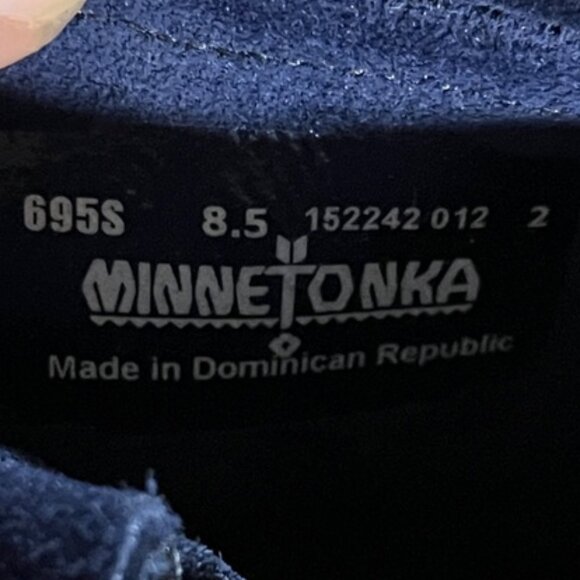 695S 8.5 152242 012 2
MINNETONKA
Made in Dominican Republic